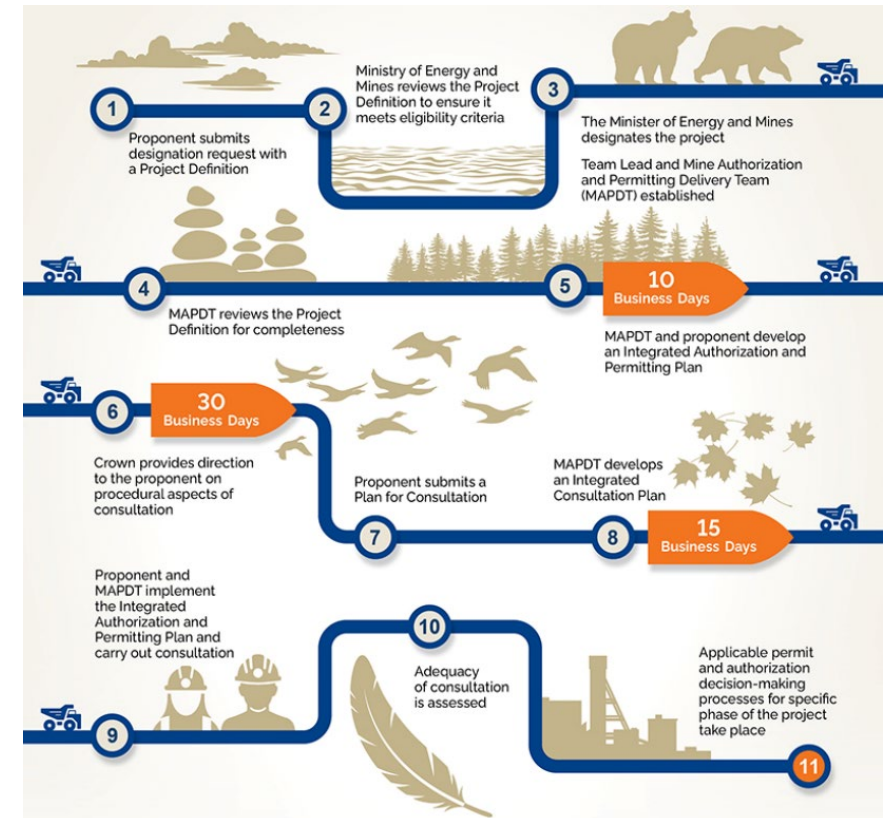 1
Proponent submits
designation request with
a Project Definition
2
Ministry of Energy and
Mines reviews the Project
Definition to ensure it
meets eligibility criteria
3
The Minister of Energy and Mines
designates the project
Team Lead and Mine Authorization
and Permitting Delivery Team
(MAPDT) established
4
MAPDT reviews the Project
Definition for completeness
5
10
Business Days
MAPDT and proponent develop
an Integrated Authorization and
Permitting Plan
6
30
Business Days
Crown provides direction
to the proponent on
procedural aspects of
consultation
Proponent submits a
Plan for Consultation
7
MAPDT develops
an Integrated
Consultation Plan
8
15
Business Days
Proponent and
MAPDT implement
the Integrated
Authorization and
Permitting Plan and
carry out consultation
9
10
Adequacy
of consultation
is assessed
Applicable permit
and authorization
decision-making
processes for specific
phase of the project
take place
11